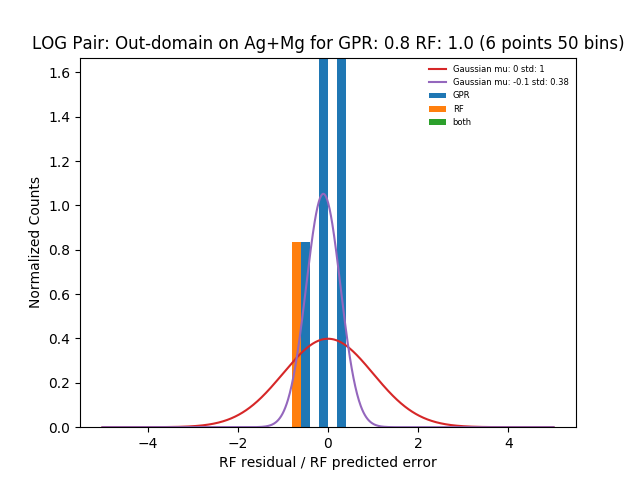 LOG Pair: Out-domain on Ag+Mg for GPR: 0.8 RF: 1.0 (6 points 50 bins)
Gaussian mu: 0 std: 1
Gaussian mu: -0.1 std: 0.38
GPR
RF
both
Normalized Counts
1.6
1.4
1.2
1.0
0.8
0.6
0.4
0.2
0.0
−4
−2
0
2
4
RF residual / RF predicted error